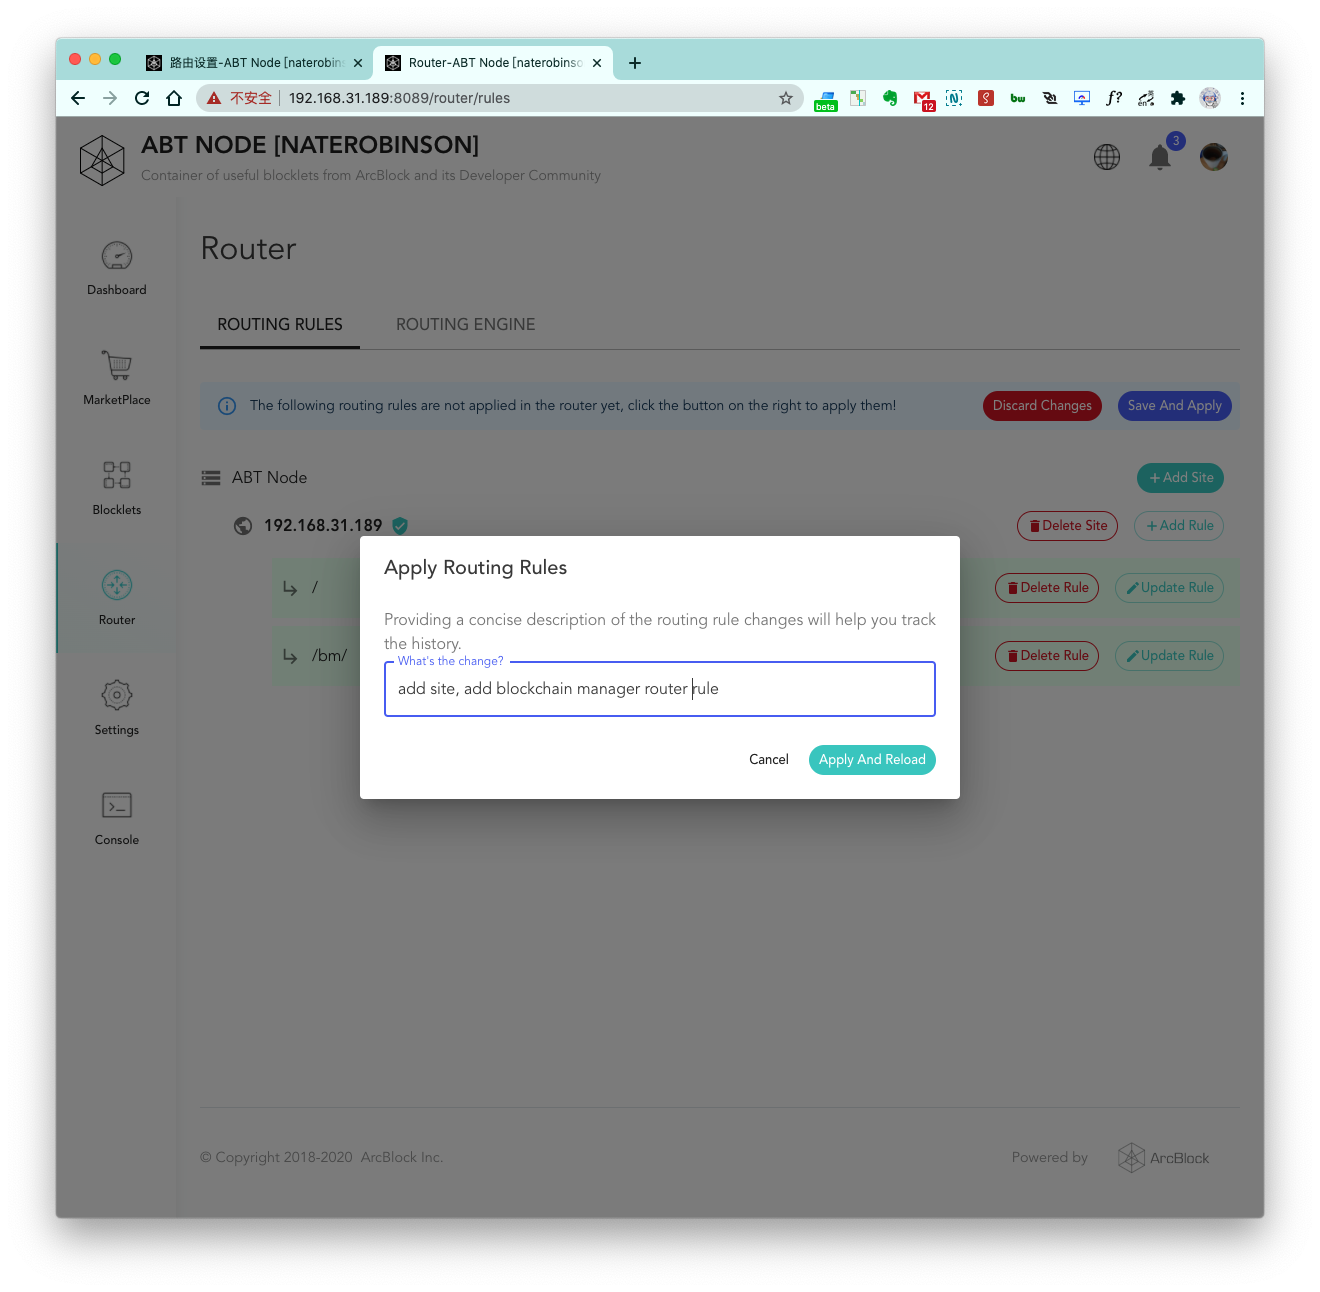 路由设置-ABT Node [naterobins
Router-ABT Node [naterobinso
不安全
192.168.31.189:8089/router/rules
beta
12
bw
f?
en
ABT NODE [NATEROBINSON]
Container of useful blocklets from ArcBlock and its Developer Community
3
Dashboard
MarketPlace
Blocklets
Router
Settings
Console
Router
ROUTING RULES
ROUTING ENGINE
The following routing rules are not applied in the router yet, click the button on the right to apply them!
Discard Changes
Save And Apply
ABT Node
+ Add Site
192.168.31.189
Delete Site
+ Add Rule
/
Delete Rule
Update Rule
/bm/
Delete Rule
Update Rule
Apply Routing Rules
Providing a concise description of the routing rule changes will help you track
the history.
What's the change?
add site, add blockchain manager router rule
Cancel
Apply And Reload
© Copyright 2018-2020 ArcBlock Inc.
Powered by
ArcBlock